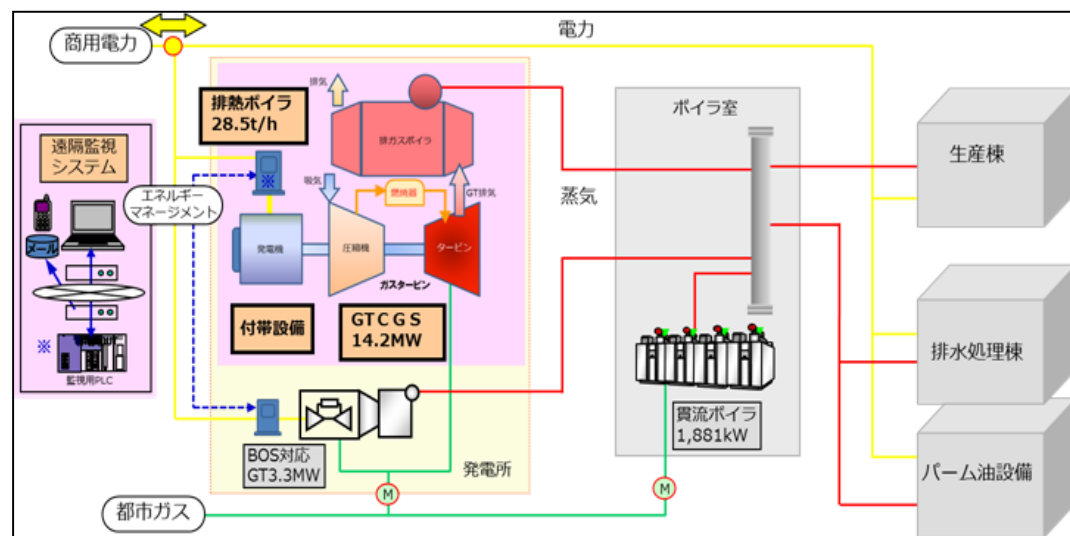 商用電力
電力
遠隔監視
システム
メール
※
監視用PLC
エネルギー
マネージメント
排熱ボイラ
28.5t/h
排気
排ガスボイラ
※
吸気
燃焼器
GT排気
発電機
圧縮機
タービン
ガスタービン
付帯設備
GTCGS
14.2MW
BOS対応
GT3.3MW
発電所
M
都市ガス
蒸気
ボイラ室
貫流ボイラ
1,881kW
M
生産棟
排水処理棟
パーム油設備